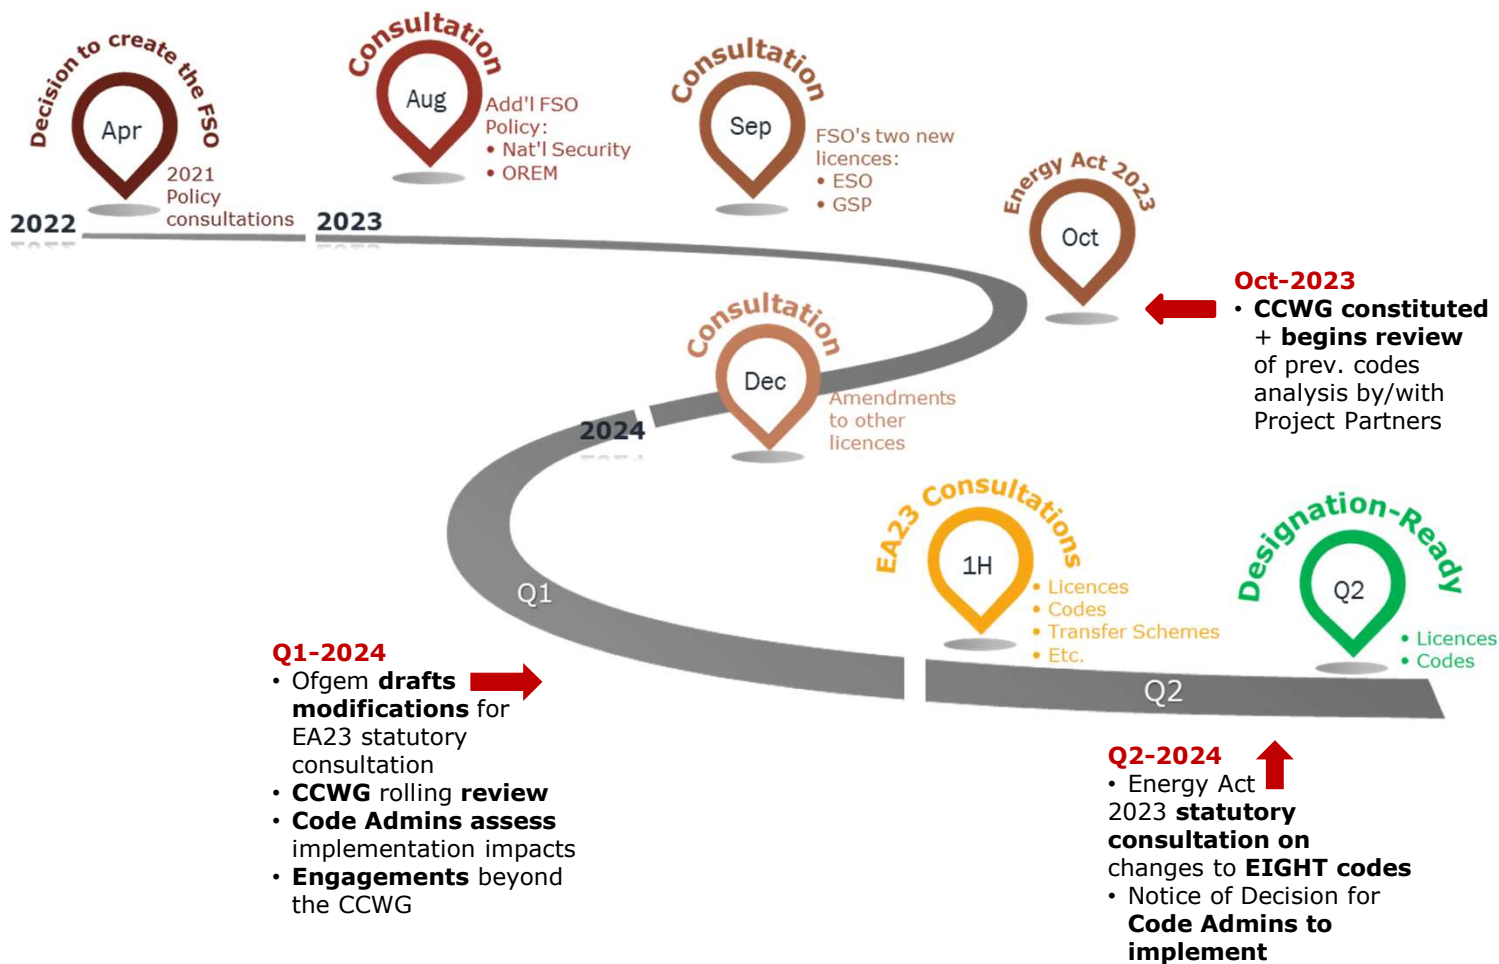 Decision to create the FSO
Apr
2021
Policy
consultations
2022
Consultation
Aug
Add'l FSO
Policy:
• Nat'l Security
• OREM
2023
Consultation
Sep
FSO's two new
licences:
• ESO
• GSP
Energy Act 2023
Oct
Oct-2023
• CCWG constituted
+ begins review
of prev. codes
analysis by/with
Project Partners
Consultation
Dec
Amendments
to other
licences
2024
EA23 Consultations
1H
• Licences
• Codes
• Transfer Schemes
• Etc.
Designation-Ready
Q2
• Licences
• Codes
Q1
Q2
Q1-2024
• Ofgem drafts
modifications for
EA23 statutory
consultation
• CCWG rolling review
• Code Admins assess
implementation impacts
• Engagements beyond
the CCWG
Q2-2024
• Energy Act
2023 statutory
consultation on
changes to EIGHT codes
• Notice of Decision for
Code Admins to
implement